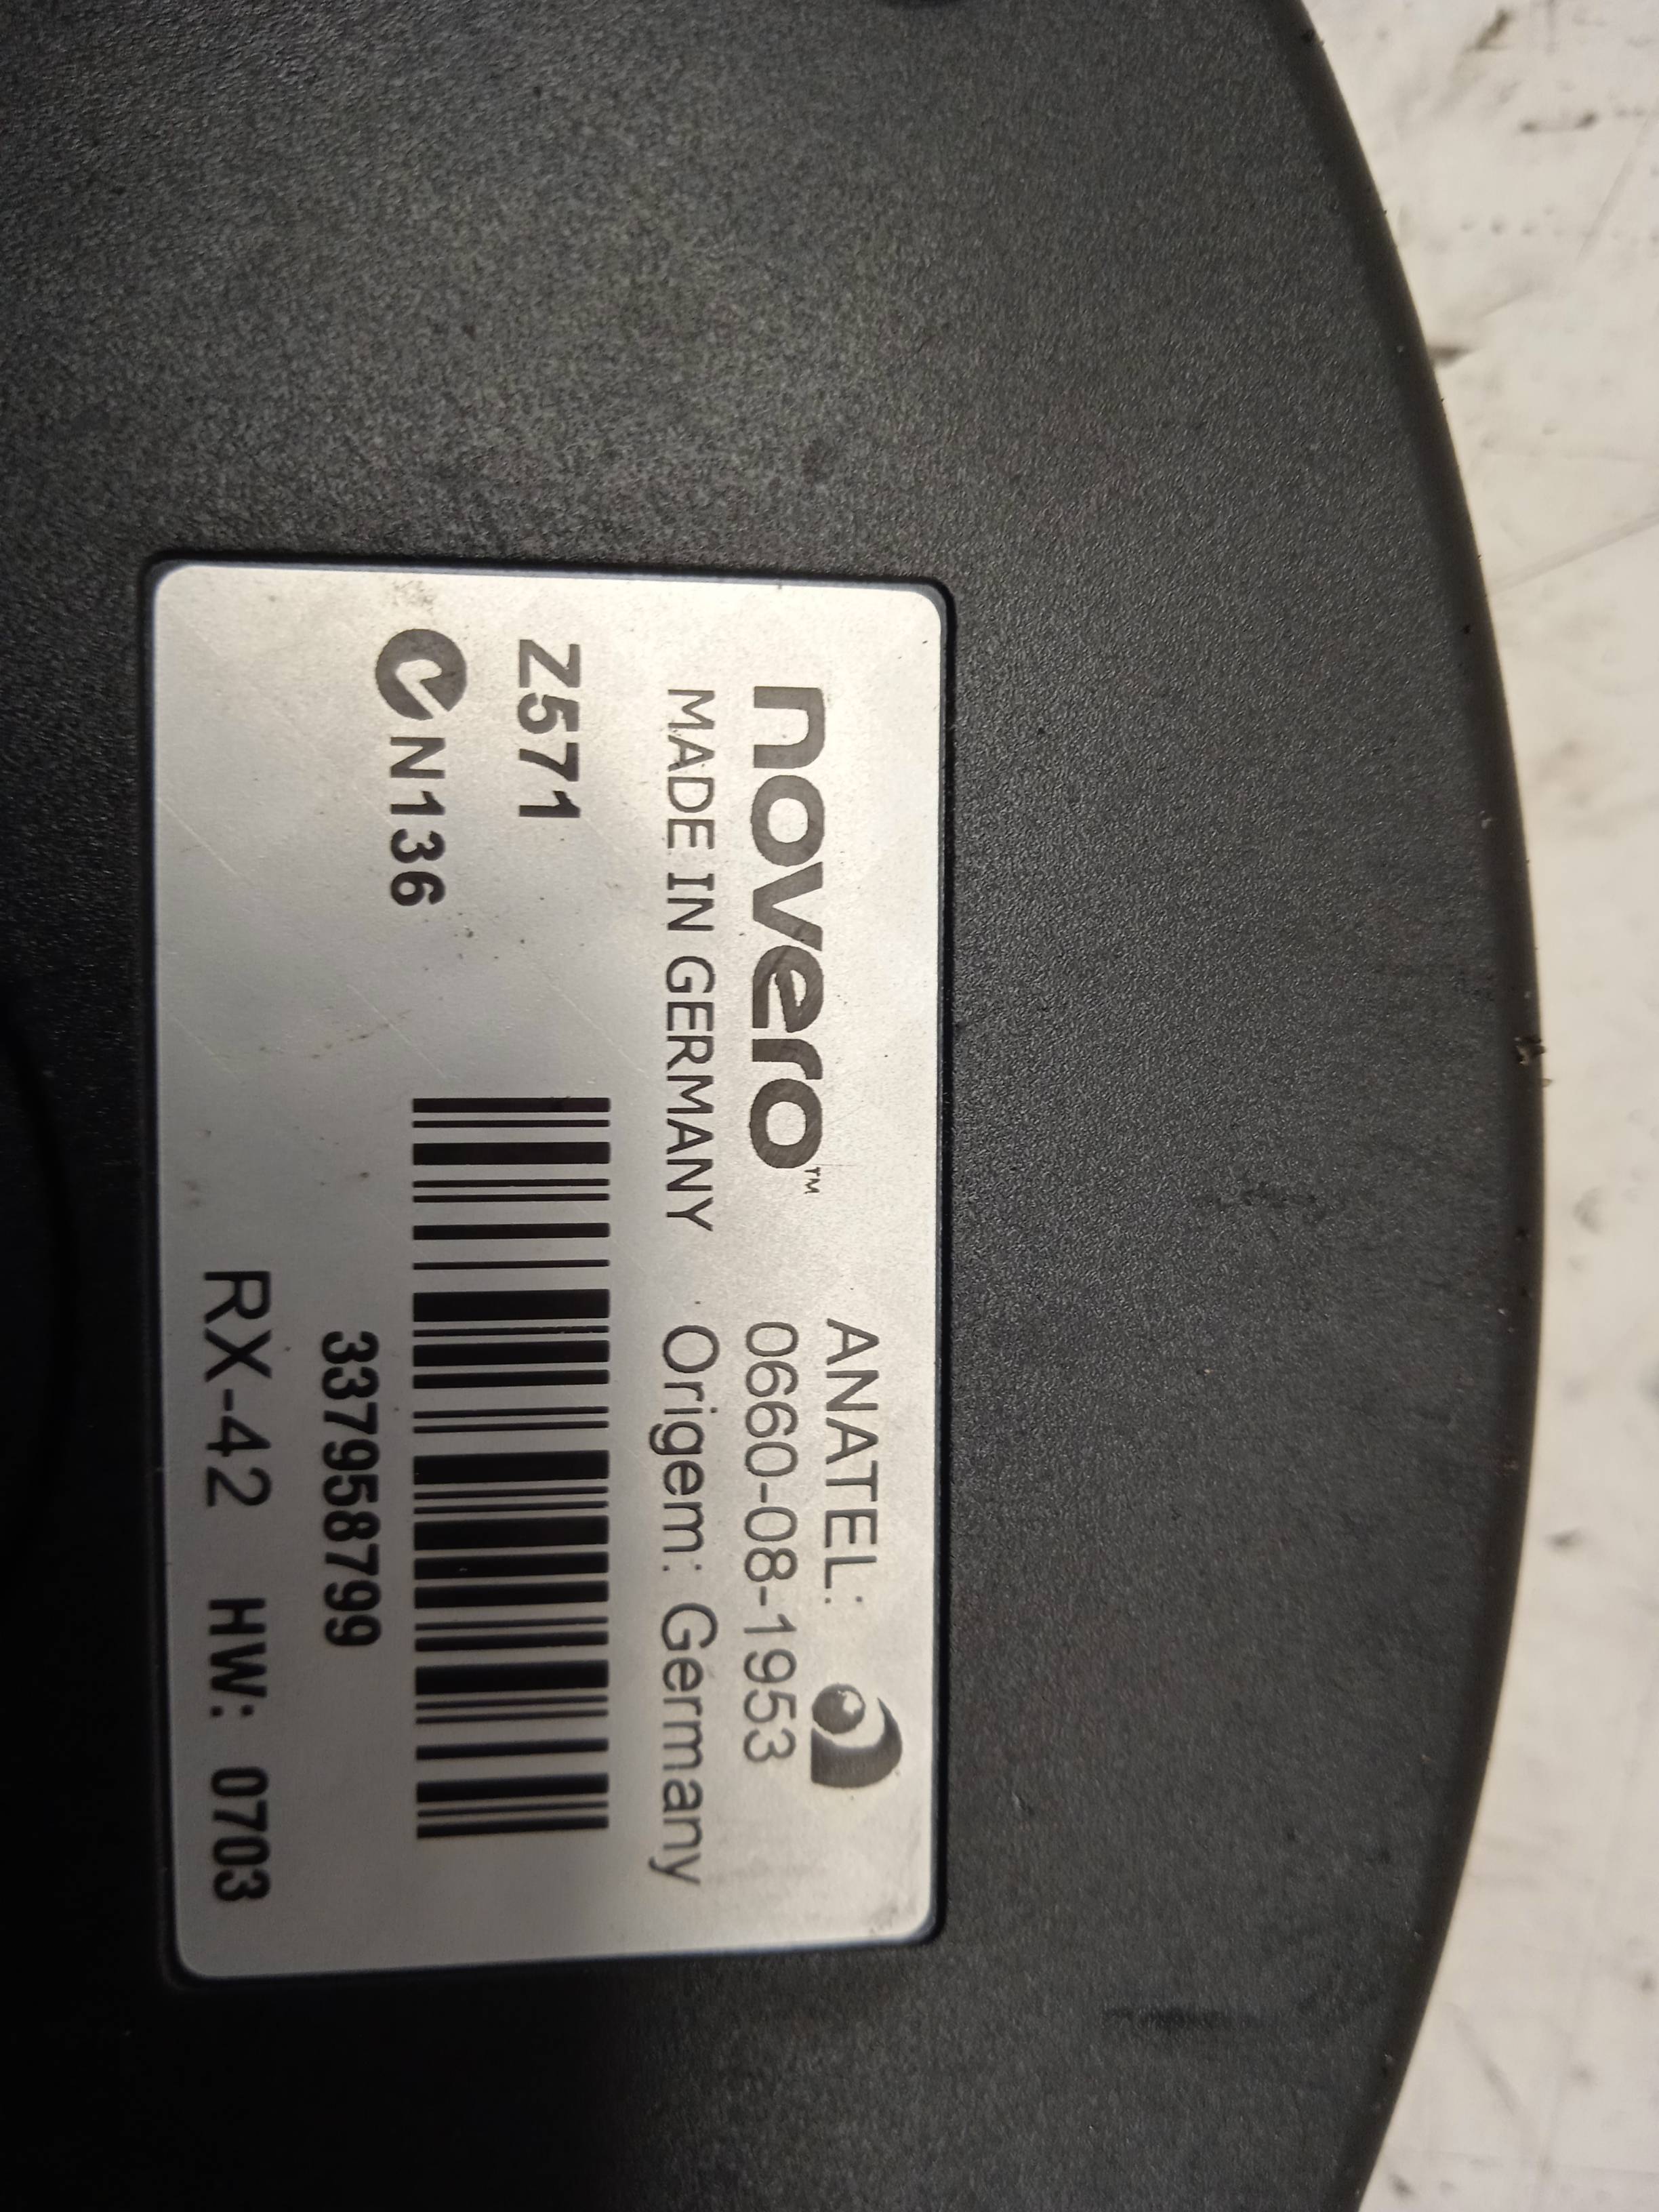 novero™
MADE IN GERMANY
ANATEL:
0660-08-1953
Origem: Germany
Z571
N136
337958799
RX-42 HW: 0703